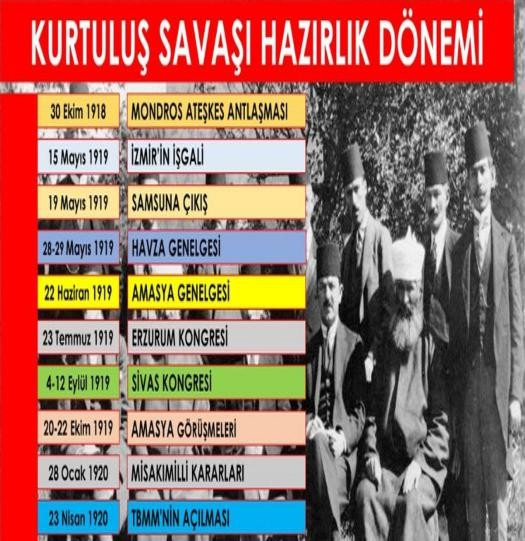 KURTULUŞ SAVAŞI HAZIRLIK DÖNEMİ
30 Ekim 1918 MONDROS ATEŞKES ANTLAŞMASI
15 Mayıs 1919 İZMİR'İN İŞGALİ
19 Mayıs 1919 SAMSUNA ÇIKIŞ
28-29 Mayıs 1919 HAVZA GENELGESİ
22 Haziran 1919 AMASYA GENELGESİ
23 Temmuz 1919 ERZURUM KONGRESİ
4-12 Eylül 1919 SİVAS KONGRESİ
20-22 Ekim 1919 AMASYA GÖRÜŞMELERİ
28 Ocak 1920 MİSAKIMİLLİ KARARLARI
23 Nisan 1920 TBMM'NİN AÇILMASI